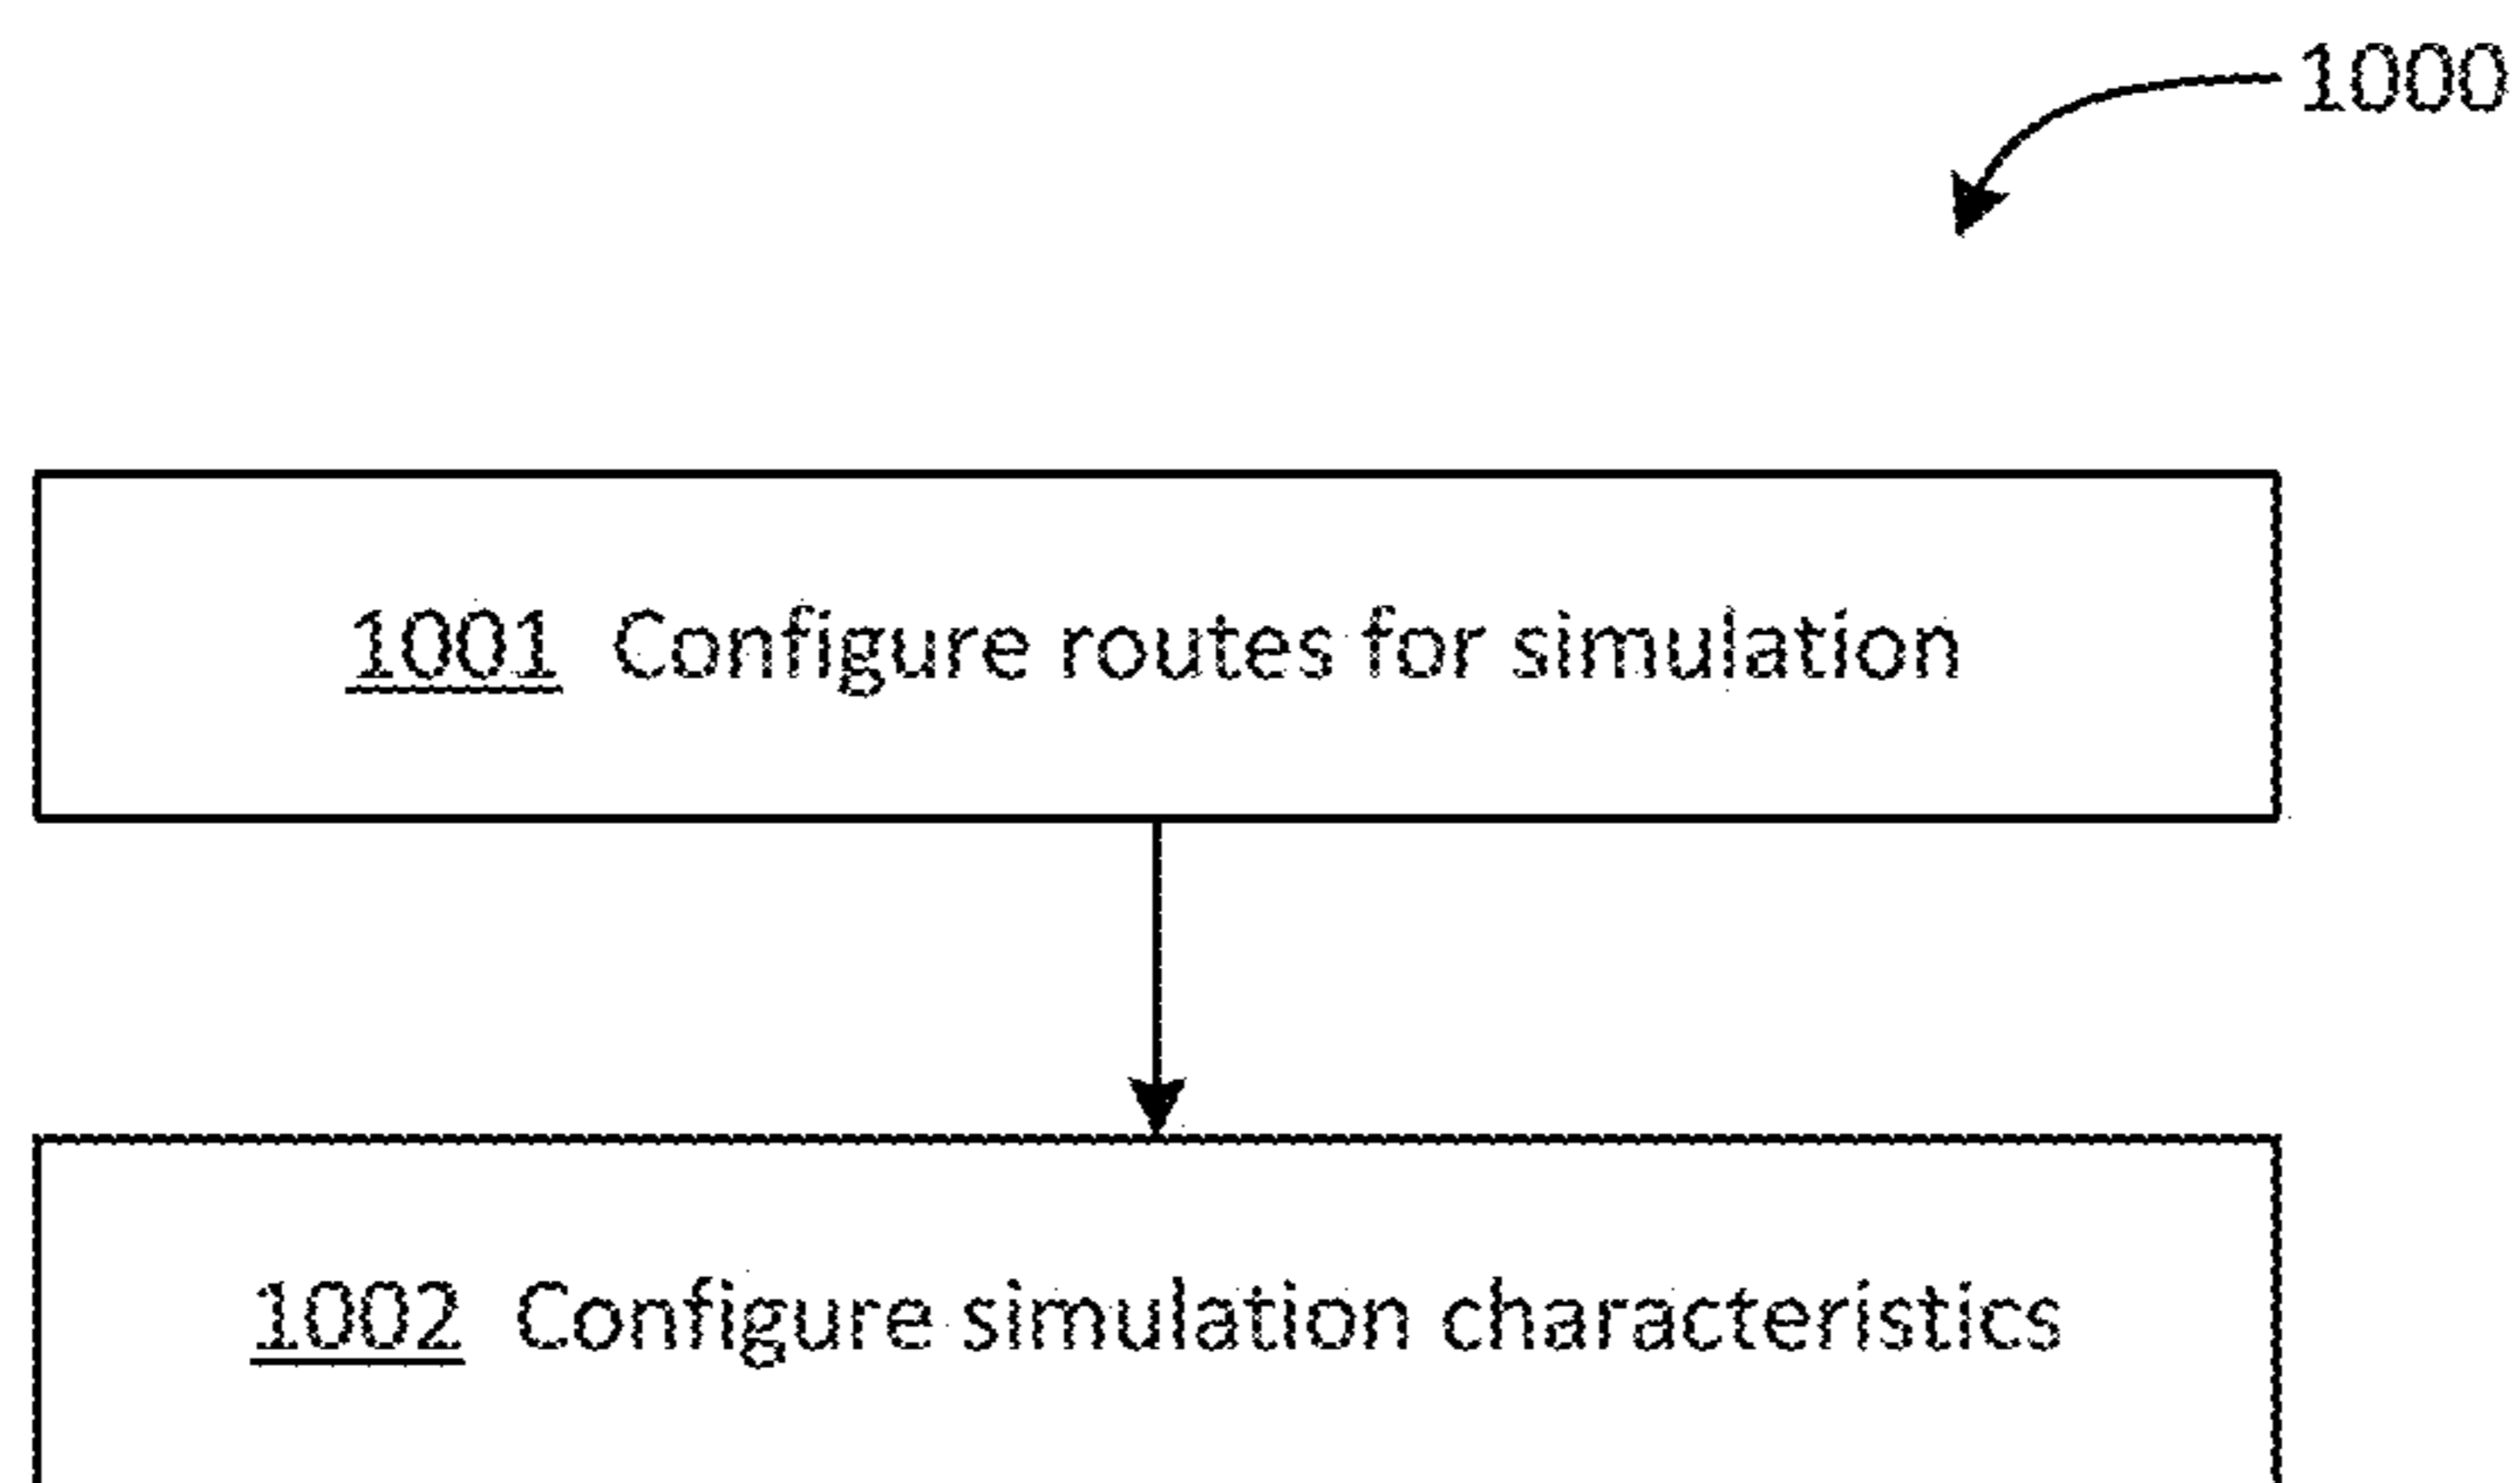 1000
1001 Configure routes for simulation
1002 Configure simulation characteristics